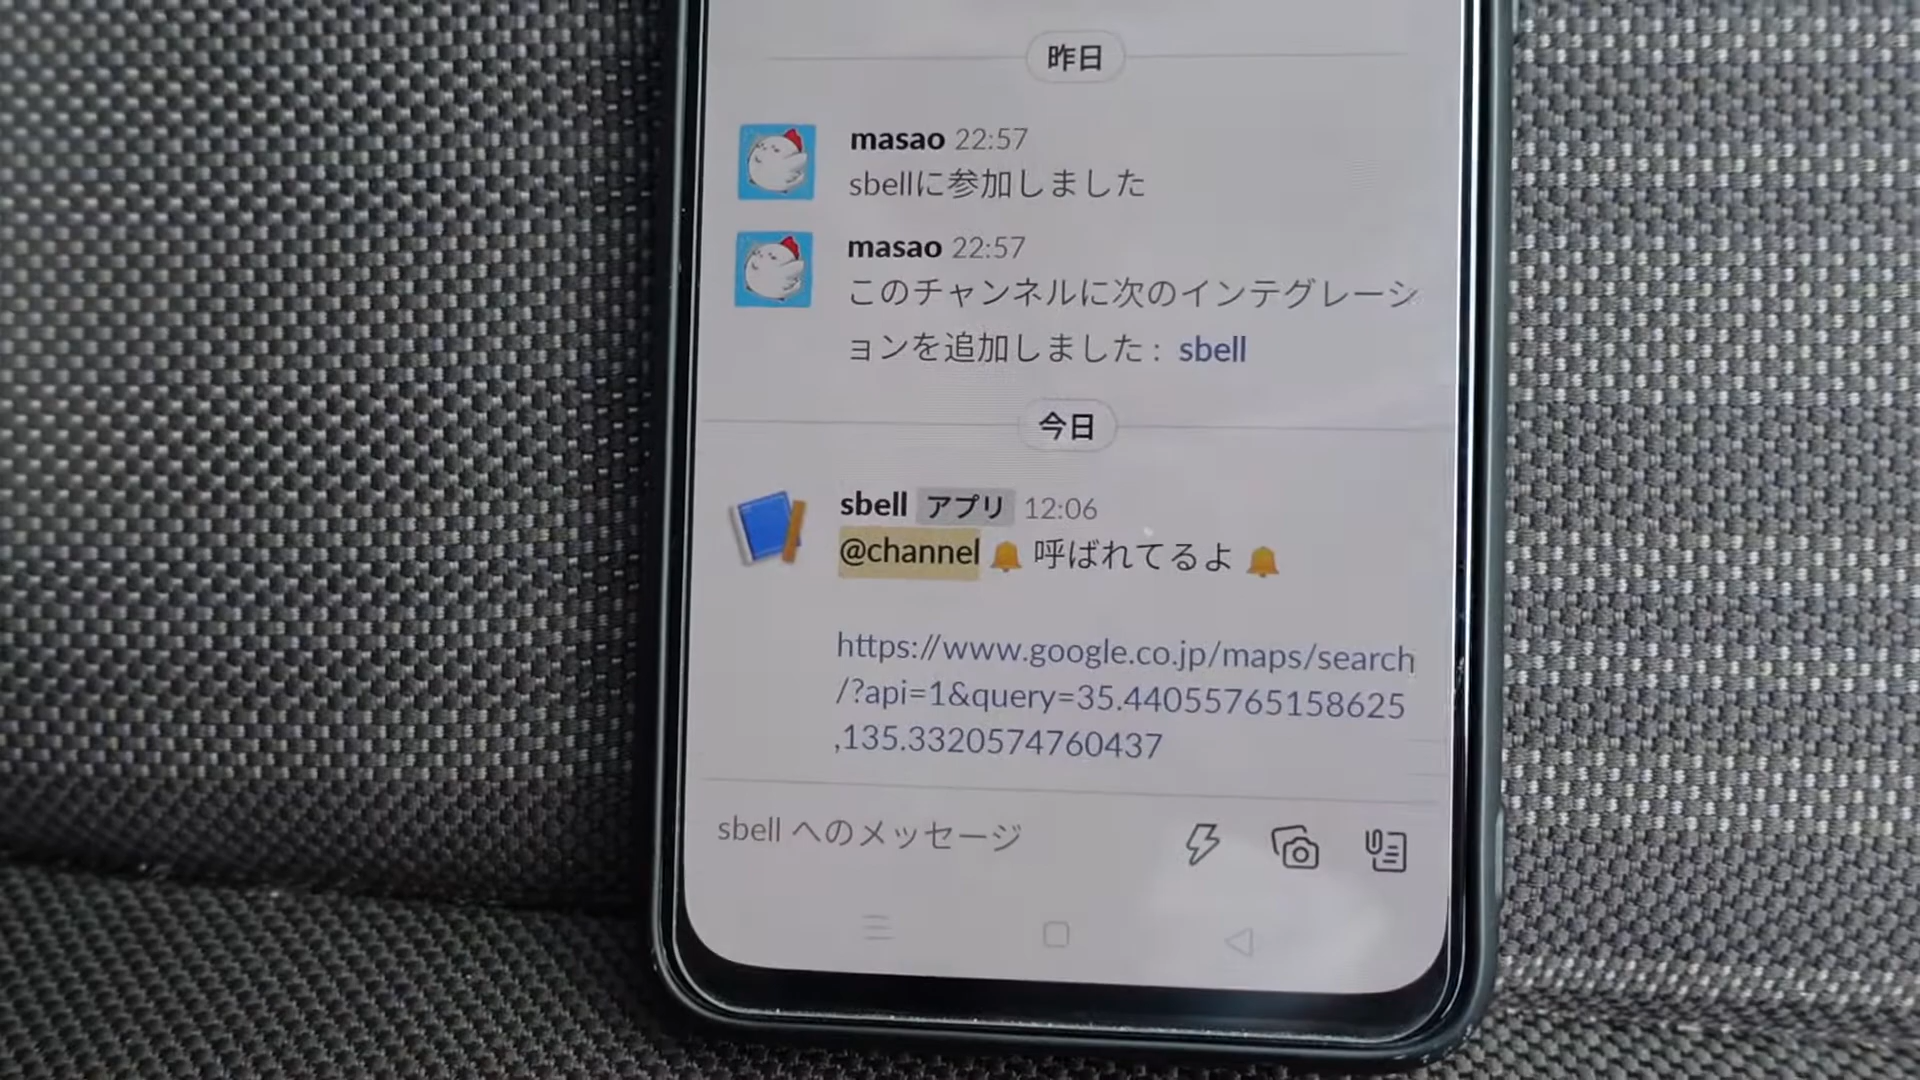 昨日
masao 22:57
sbellに参加しました
masao 22:57
このチャンネルに次のインテグレーシ
ョンを追加しました: sbell
今日
sbell アプリ 12:06
@channel 🔔 呼ばれてるよ 🔔
https://www.google.co.jp/maps/search
/?api=1&query=35.44055765158625
,135.3320574760437
sbell へのメッセージ